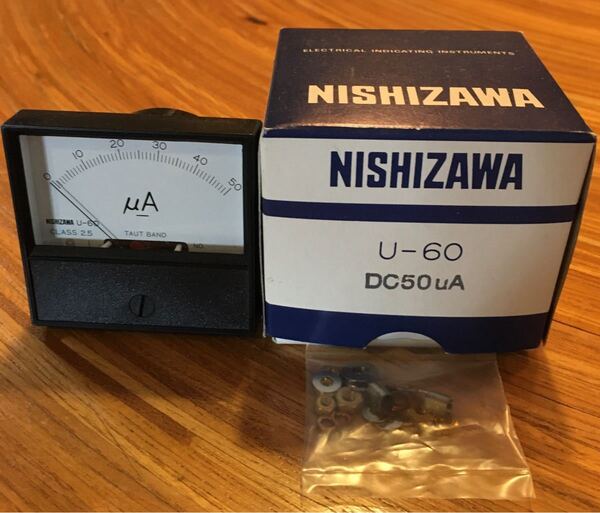 ELECTRICAL INDICATING INSTRUMENTS
NISHIZAWA
NISHIZAWA
U-60
DC50uA
0 10 20 30 40 50
µA
NISHIZAWA U-60
CLASS 2.5 TAUT BAND